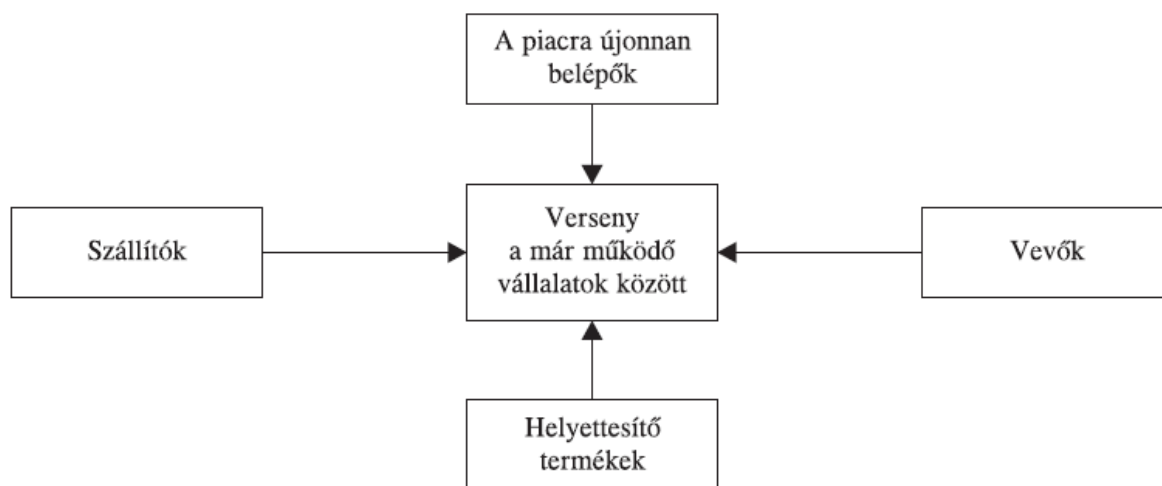 A piacra újonnan
belépők
Szállítók
Verseny
a már működő
vállalatok között
Vevők
Helyettesítő
termékek